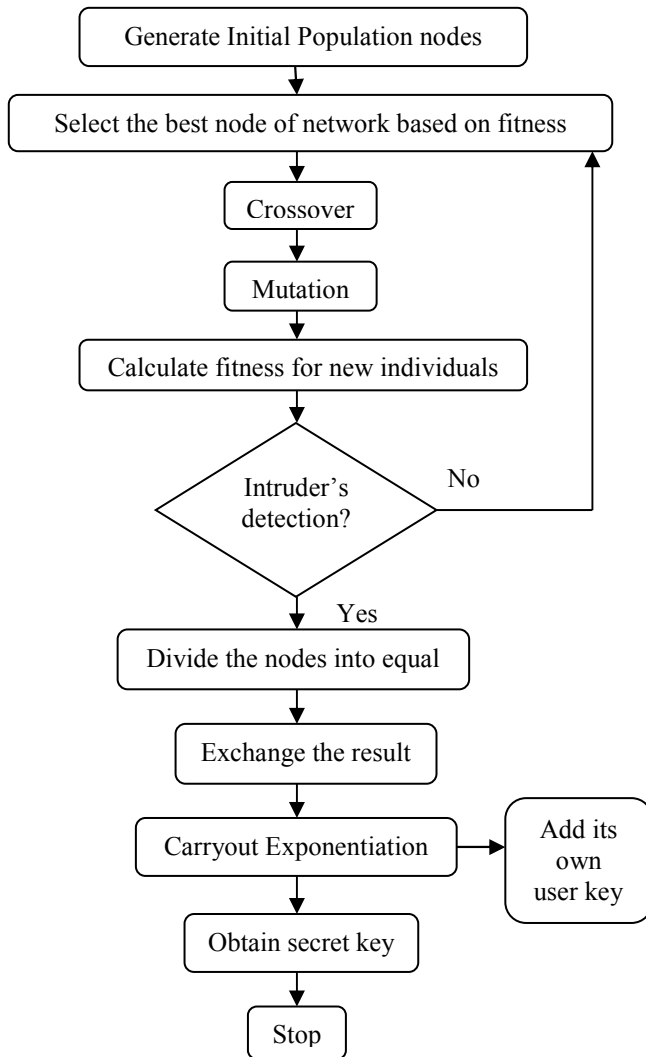 Generate Initial Population nodes
Select the best node of network based on fitness
Crossover
Mutation
Calculate fitness for new individuals
Intruder’s
detection?
No
Yes
Divide the nodes into equal
Exchange the result
Carryout Exponentiation
Add its
own
user key
Obtain secret key
Stop